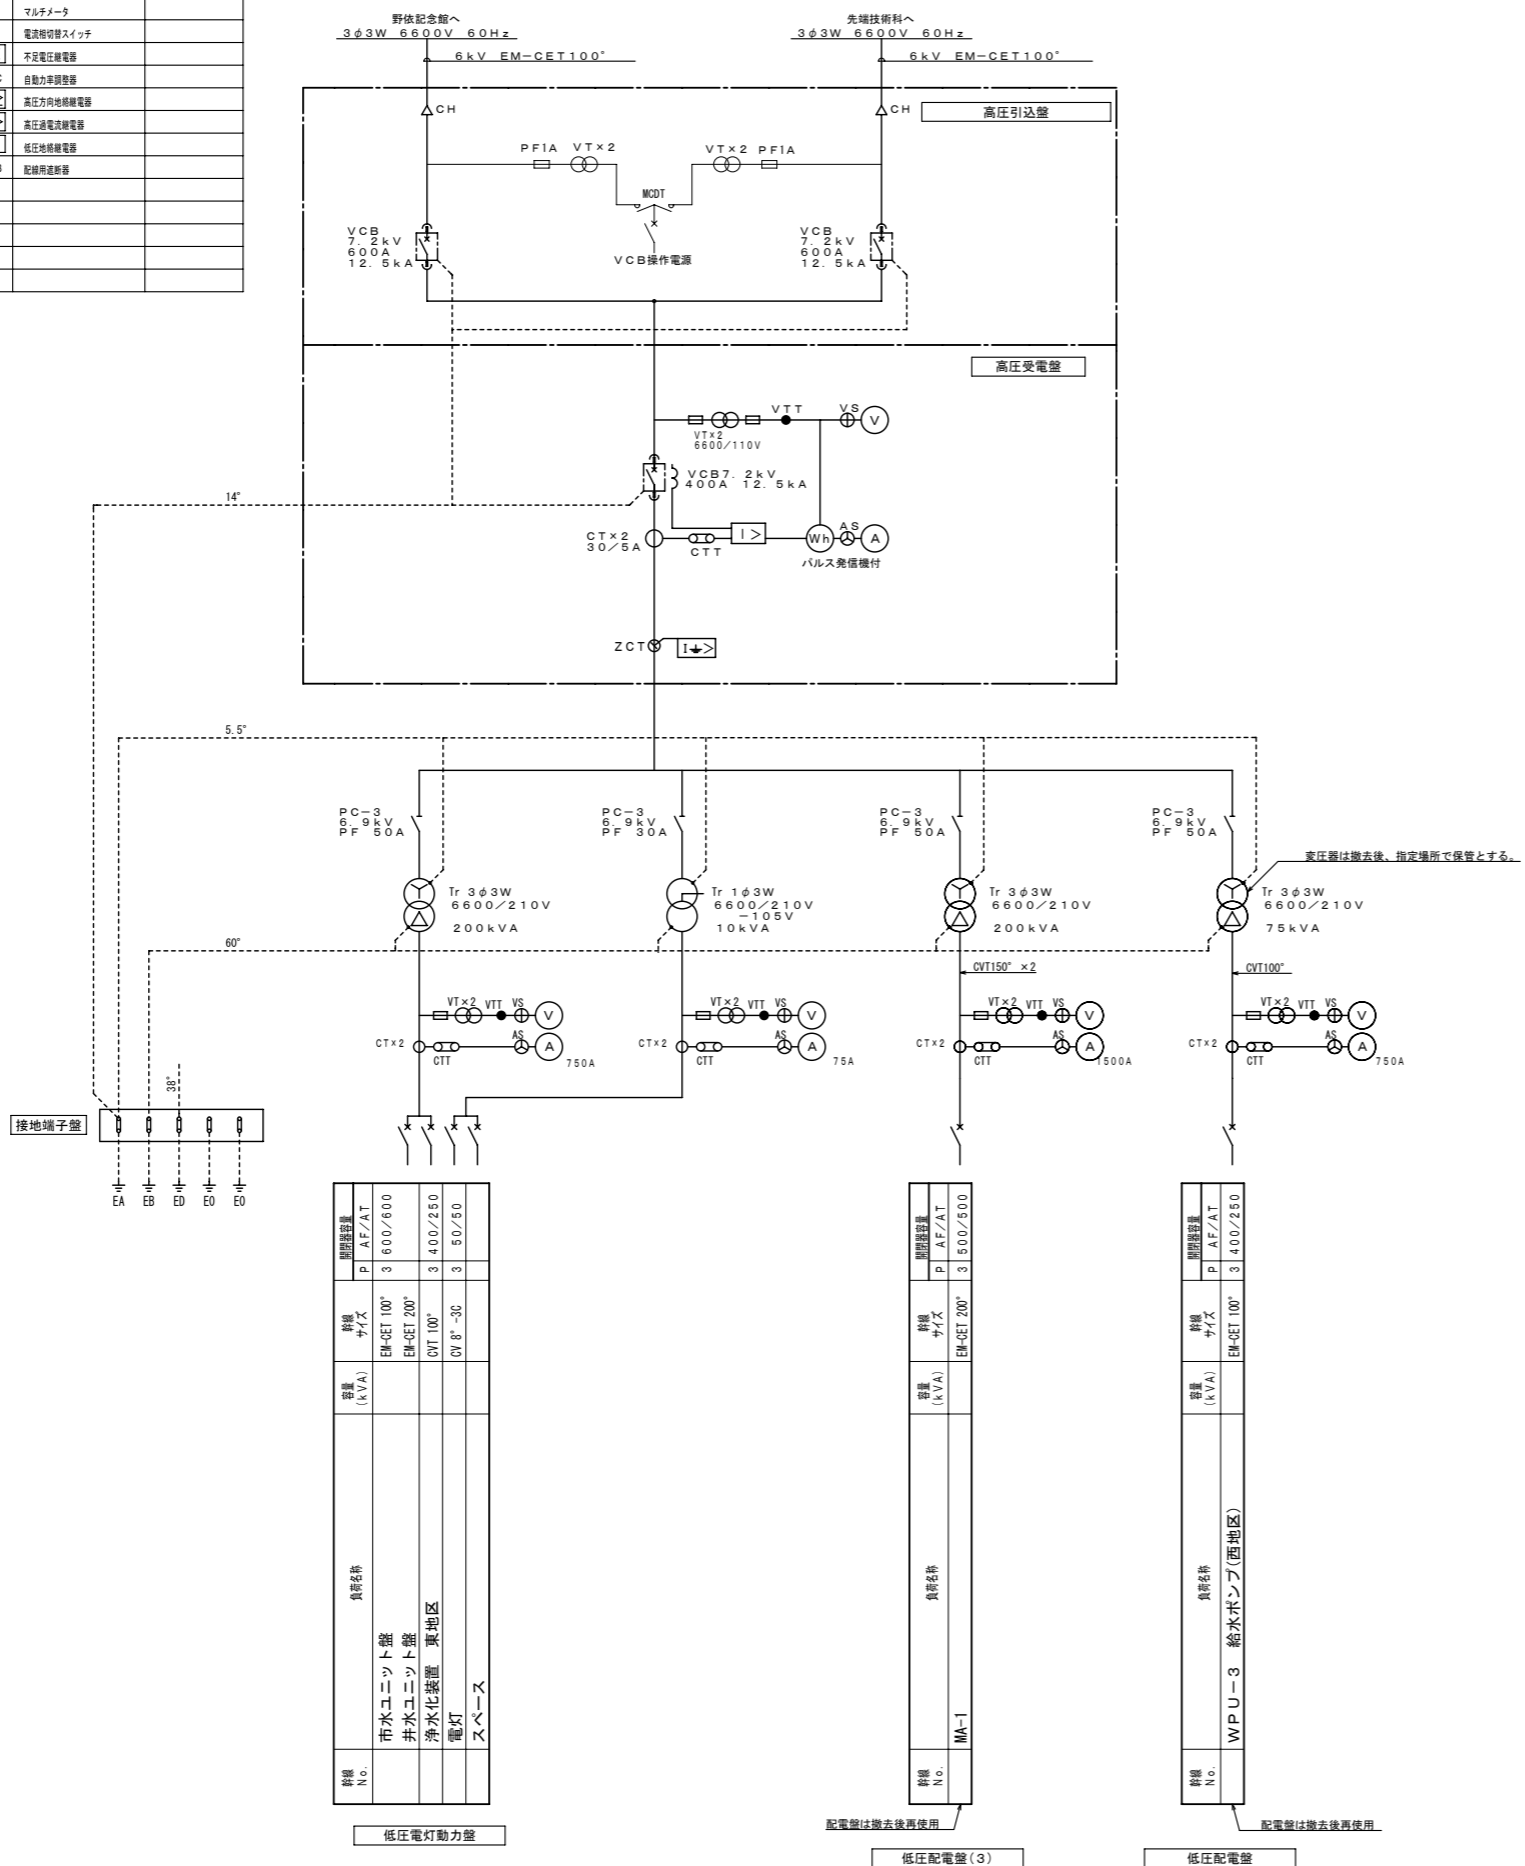 マルチメータ
電流相切替スイッチ
不足電圧継電器
自動力率調整器
高圧方向地絡継電器
高圧過電流継電器
低圧地絡継電器
配線用遮断器
野依記念館へ
3φ3W 6600V 60Hz
6kV EM-CET100°
先端技術科へ
3φ3W 6600V 60Hz
6kV EM-CET100°
CH
CH
高圧引込盤
PF1A VT×2
VT×2 PF1A
MCDT
VCB
7.2kV
600A
12.5kA
VCB操作電源
VCB
7.2kV
600A
12.5kA
高圧受電盤
VTT
VS
V
VT×2
6600/110V
VCB7.2kV
400A 12.5kA
14°
CT×2
30/5A
CTT
I>
Wh
AS
A
パルス発信機付
ZCT
I>
5.5°
PC-3
6.9kV
PF 50A
PC-3
6.9kV
PF 30A
PC-3
6.9kV
PF 50A
PC-3
6.9kV
PF 50A
変圧器は撤去後、指定場所で保管とする。
Tr 3φ3W
6600/210V
200kVA
Tr 1φ3W
6600/210V
-105V
10kVA
Tr 3φ3W
6600/210V
200kVA
Tr 3φ3W
6600/210V
75kVA
60°
CVT150° ×2
CVT100°
VT×2 VTT VS V
CT×2 CTT AS A 750A
VT×2 VTT VS V
CT×2 CTT AS A 75A
VT×2 VTT VS V
CT×2 CTT AS A 1500A
VT×2 VTT VS V
CT×2 CTT AS A 750A
38°
接地端子盤
EA EB ED EO EO
開閉器容量
P AF/AT
幹線サイズ
容量(kVA)
負荷名称
幹線No.
3 600/600
EM-CET 100°
市水ユニット盤
EM-CET 200°
井水ユニット盤
3 400/250
CVT 100°
浄水化装置 東地区
3 50/50
CV 8° -3C
電灯
スペース
低圧電灯動力盤
開閉器容量
P AF/AT
幹線サイズ
容量(kVA)
負荷名称
幹線No.
3 500/500
EM-CET 200°
MA-1
配電盤は撤去後再使用
低圧配電盤(3)
開閉器容量
P AF/AT
幹線サイズ
容量(kVA)
負荷名称
幹線No.
3 400/250
EM-CET 100°
WPU-3 給水ポンプ(西地区)
配電盤は撤去後再使用
低圧配電盤